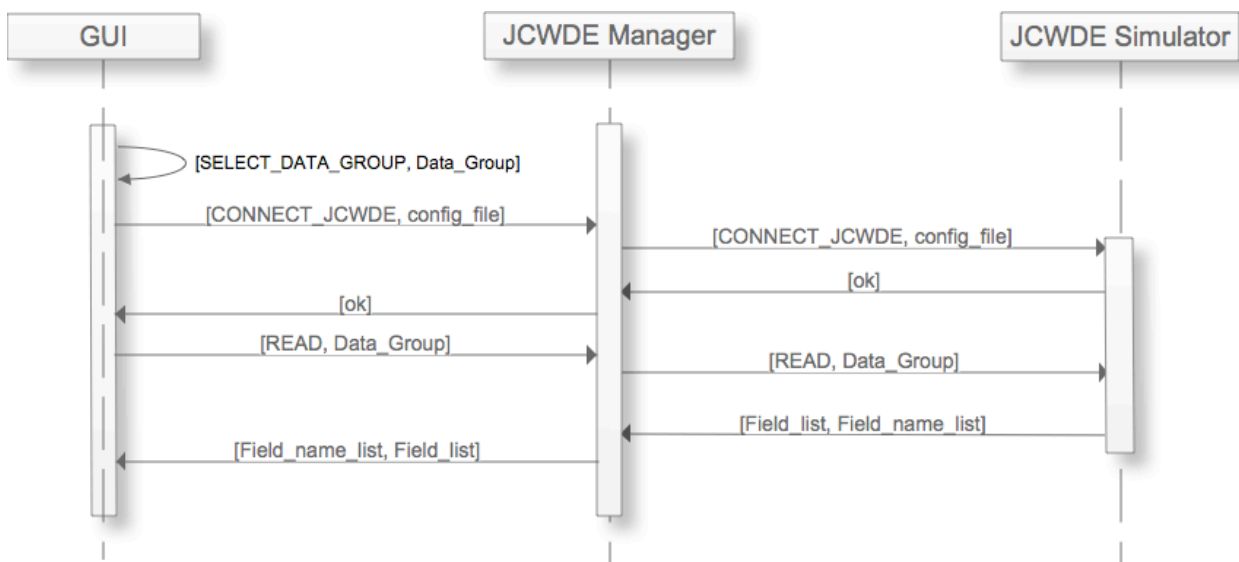 GUI
JCWDE Manager
JCWDE Simulator
[SELECT_DATA_GROUP, Data_Group]
[CONNECT_JCWDE, config_file]
[CONNECT_JCWDE, config_file]
[ok]
[ok]
[READ, Data_Group]
[READ, Data_Group]
[Field_list, Field_name_list]
[Field_name_list, Field_list]